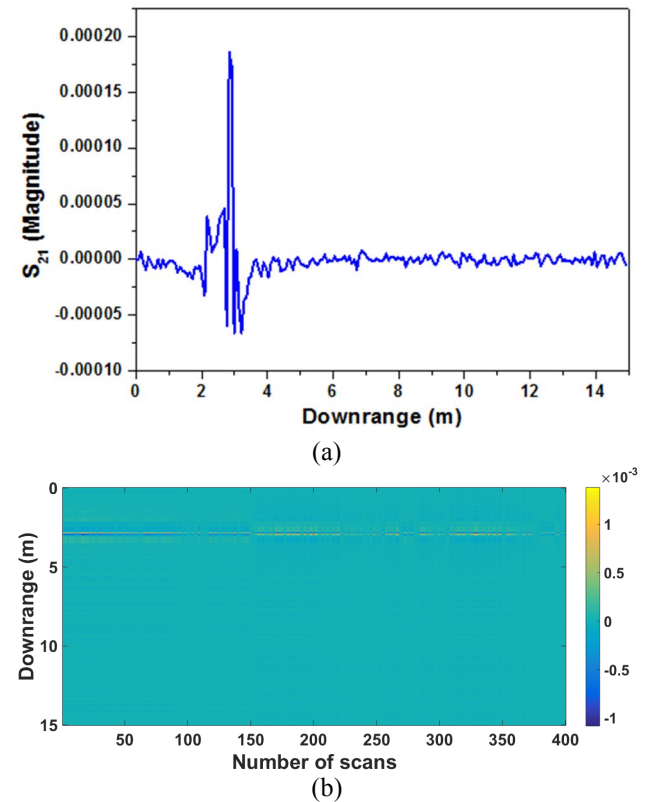 0.00020
0.00015
0.00010
0.00005
0.00000
-0.00005
-0.00010
S21 (Magnitude)
0 2 4 6 8 10 12 14
Downrange (m)
(a)
×10-3
0
5
10
15
Downrange (m)
1
0.5
0
-0.5
-1
50 100 150 200 250 300 350 400
Number of scans
(b)